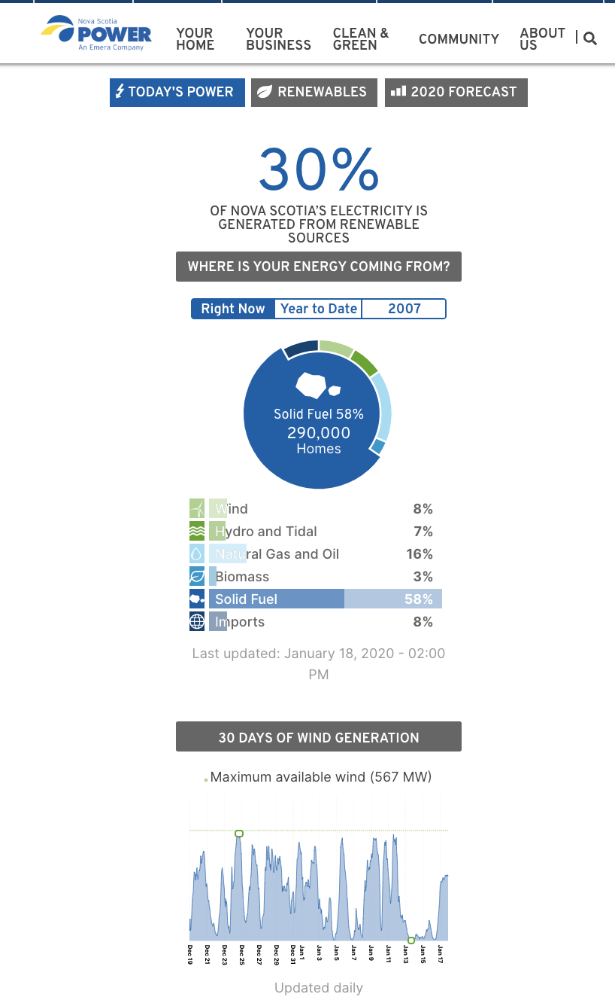 Nova Scotia
POWER
An Emera Company
YOUR
HOME
YOUR
BUSINESS
CLEAN &
GREEN
COMMUNITY
ABOUT
US
TODAY'S POWER
RENEWABLES
2020 FORECAST
30%
OF NOVA SCOTIA’S ELECTRICITY IS
GENERATED FROM RENEWABLE
SOURCES
WHERE IS YOUR ENERGY COMING FROM?
Right Now
Year to Date
2007
Solid Fuel 58%
290,000
Homes
Wind 8%
Hydro and Tidal 7%
Natural Gas and Oil 16%
Biomass 3%
Solid Fuel 58%
Imports 8%
Last updated: January 18, 2020 - 02:00
PM
30 DAYS OF WIND GENERATION
Maximum available wind (567 MW)
Dec 19
Dec 21
Dec 23
Dec 25
Dec 27
Dec 29
Dec 31
Jan 1
Jan 3
Jan 5
Jan 7
Jan 9
Jan 11
Jan 13
Jan 15
Jan 17
Updated daily